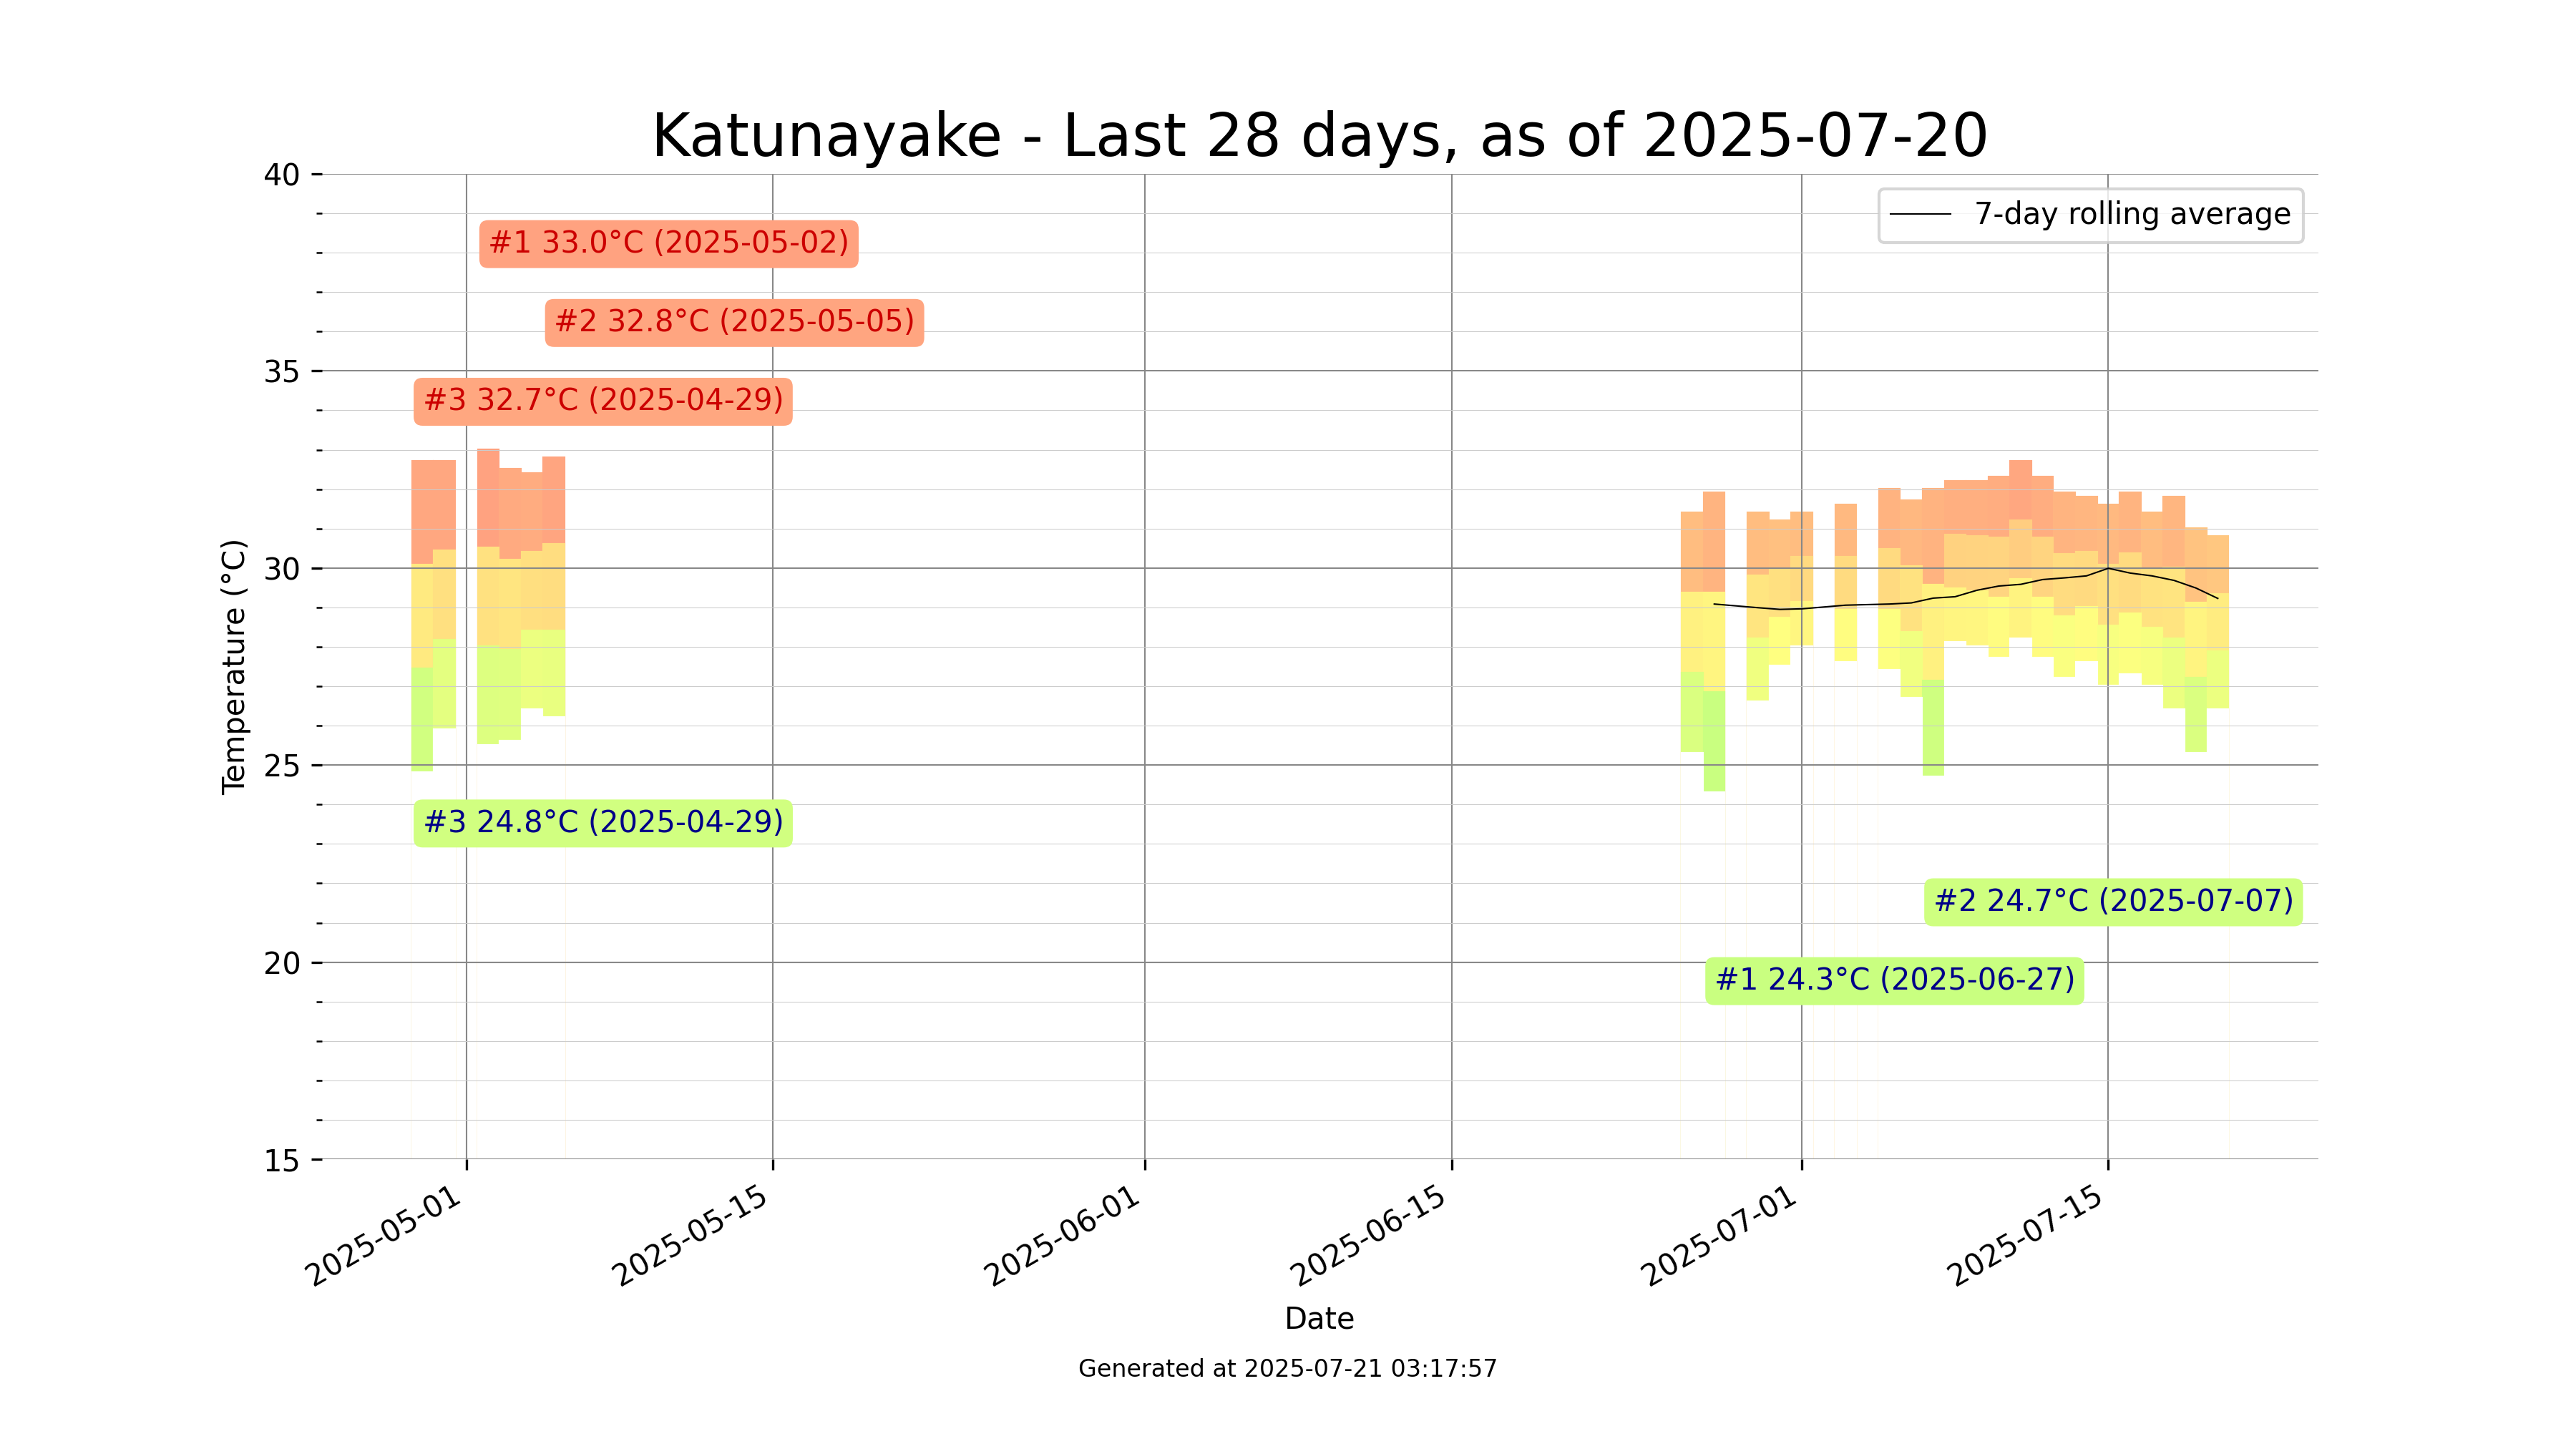 Katunayake - Last 28 days, as of 2025-07-20
40
35
30
25
20
15
Temperature (°C)
7-day rolling average
#1 33.0°C (2025-05-02)
#2 32.8°C (2025-05-05)
#3 32.7°C (2025-04-29)
#3 24.8°C (2025-04-29)
#2 24.7°C (2025-07-07)
#1 24.3°C (2025-06-27)
2025-05-01
2025-05-15
2025-06-01
2025-06-15
2025-07-01
2025-07-15
Date
Generated at 2025-07-21 03:17:57